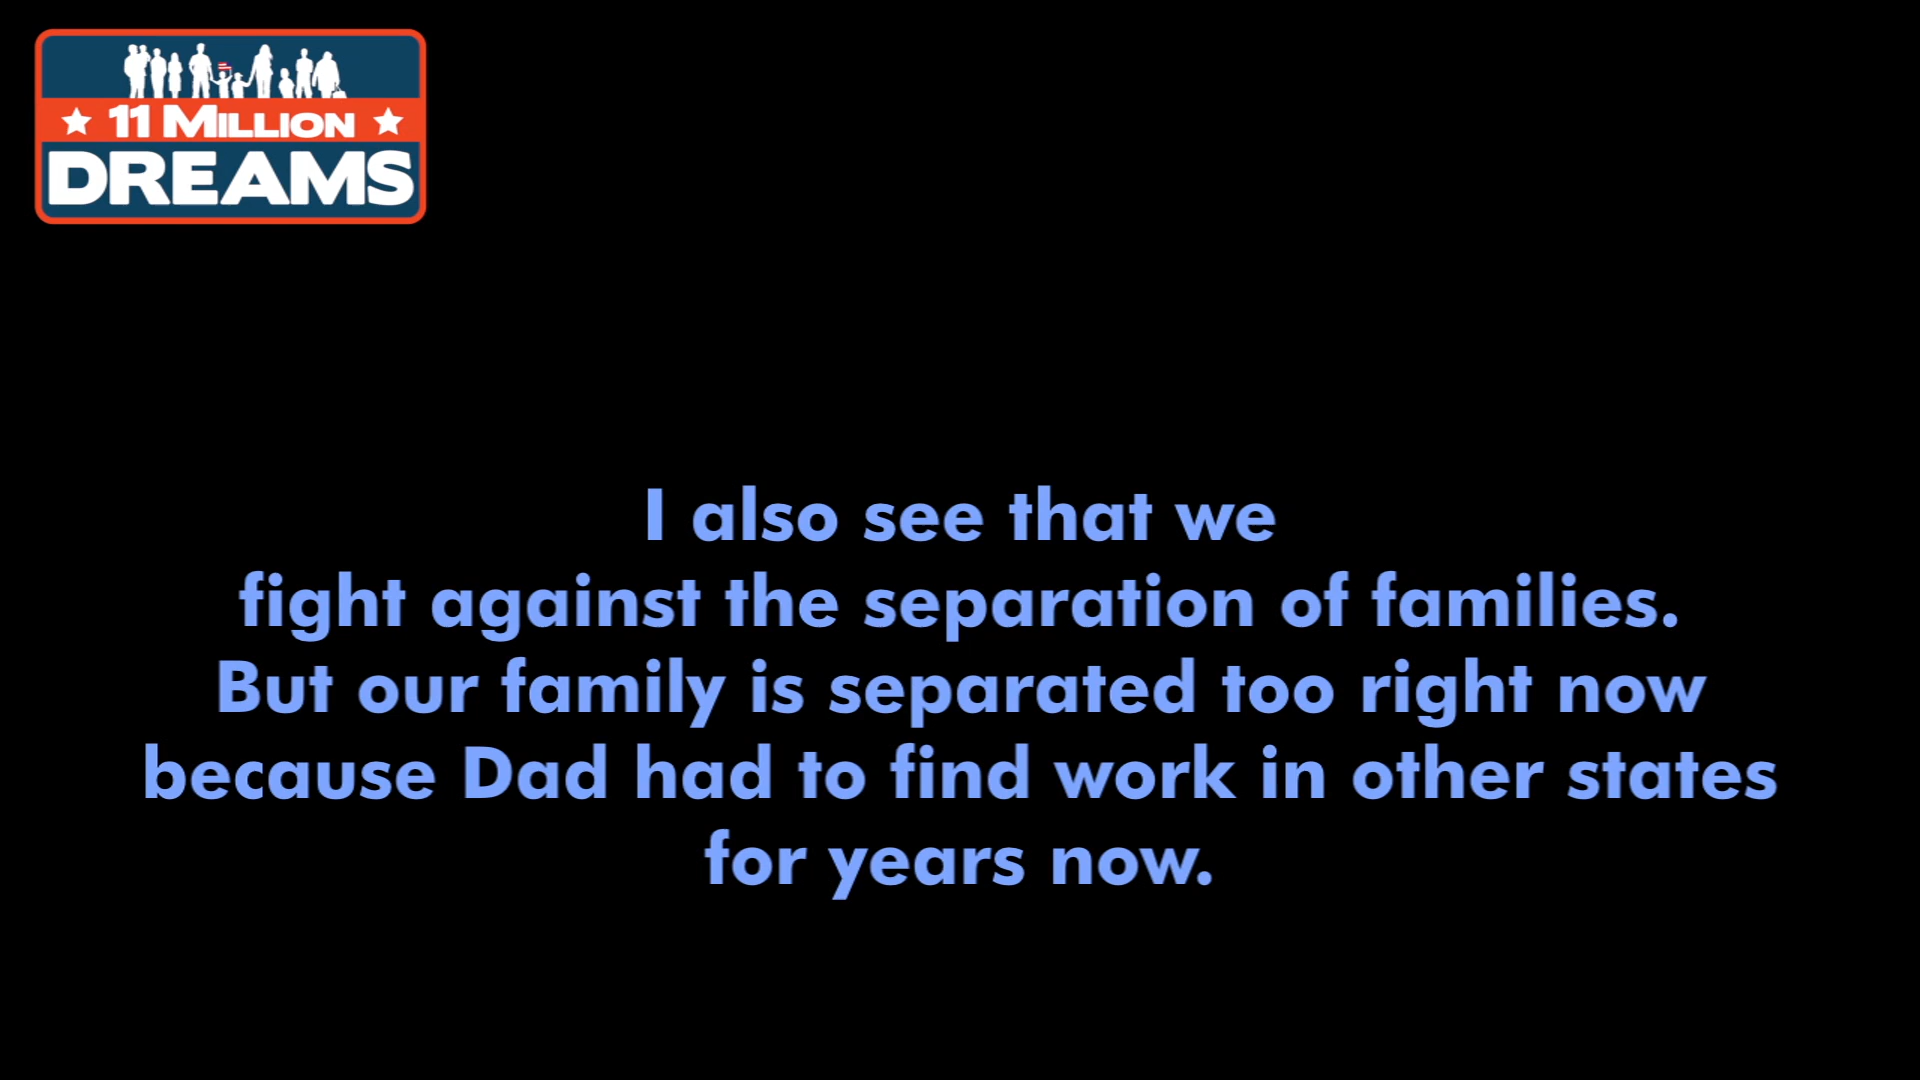 11 MILLION
DREAMS
I also see that we
fight against the separation of families.
But our family is separated too right now
because Dad had to find work in other states
for years now.